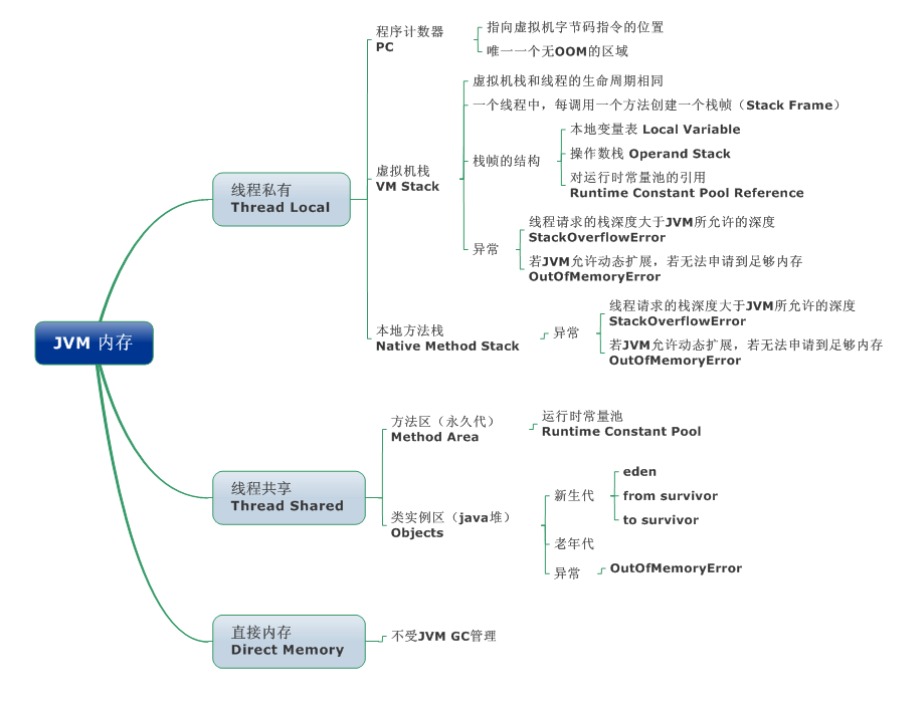 JVM 内存
线程私有
Thread Local
程序计数器
PC
指向虚拟机字节码指令的位置
唯一一个无OOM的区域
虚拟机栈
VM Stack
虚拟机栈和线程的生命周期相同
一个线程中，每调用一个方法创建一个栈帧（Stack Frame）
栈帧的结构
本地变量表 Local Variable
操作数栈 Operand Stack
对运行时常量池的引用
Runtime Constant Pool Reference
异常
线程请求的栈深度大于JVM所允许的深度
StackOverflowError
若JVM允许动态扩展，若无法申请到足够内存
OutOfMemoryError
本地方法栈
Native Method Stack
异常
线程请求的栈深度大于JVM所允许的深度
StackOverflowError
若JVM允许动态扩展，若无法申请到足够内存
OutOfMemoryError
线程共享
Thread Shared
方法区（永久代）
Method Area
运行时常量池
Runtime Constant Pool
类实例区（java堆）
Objects
新生代
eden
from survivor
to survivor
老年代
异常
OutOfMemoryError
直接内存
Direct Memory
不受JVM GC管理